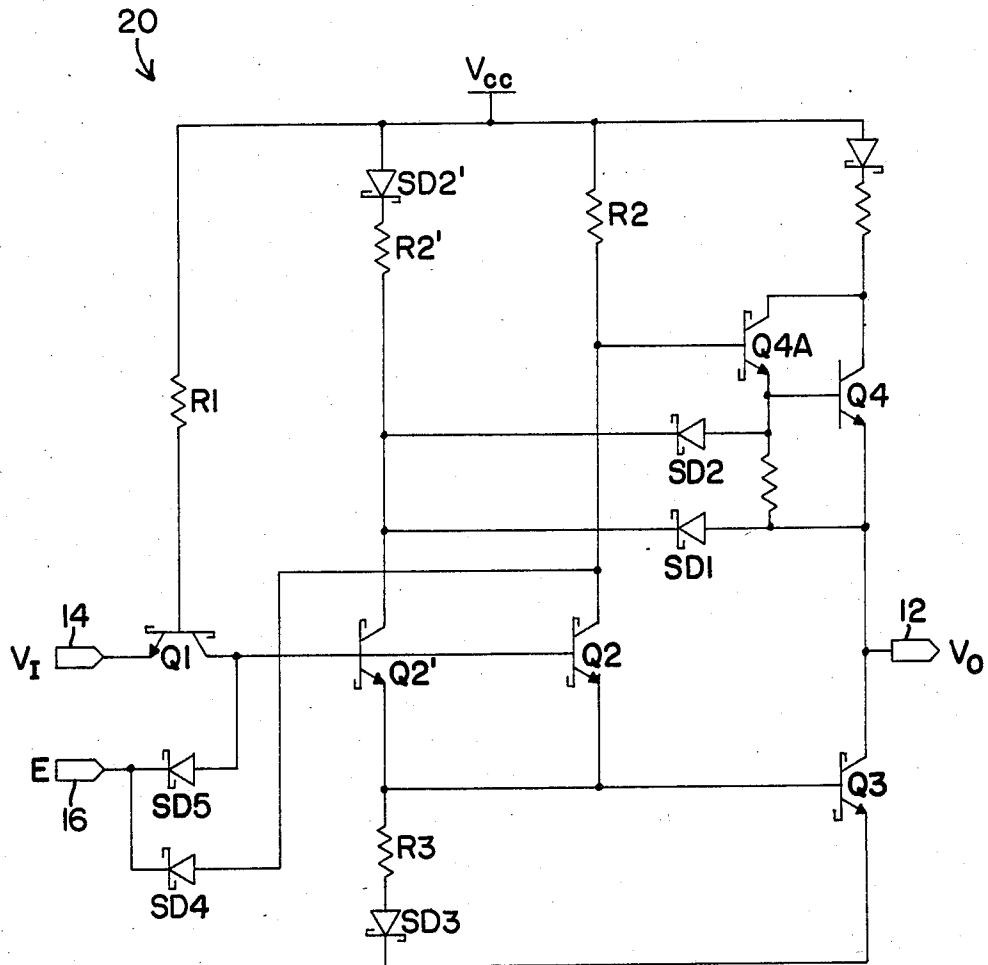 20
Vcc
SD2'
R2'
R2
Q4A
Q4
R1
SD2
SD1
14
12
VI
Q1
Q2'
Q2
VO
E
16
SD5
Q3
R3
SD4
SD3